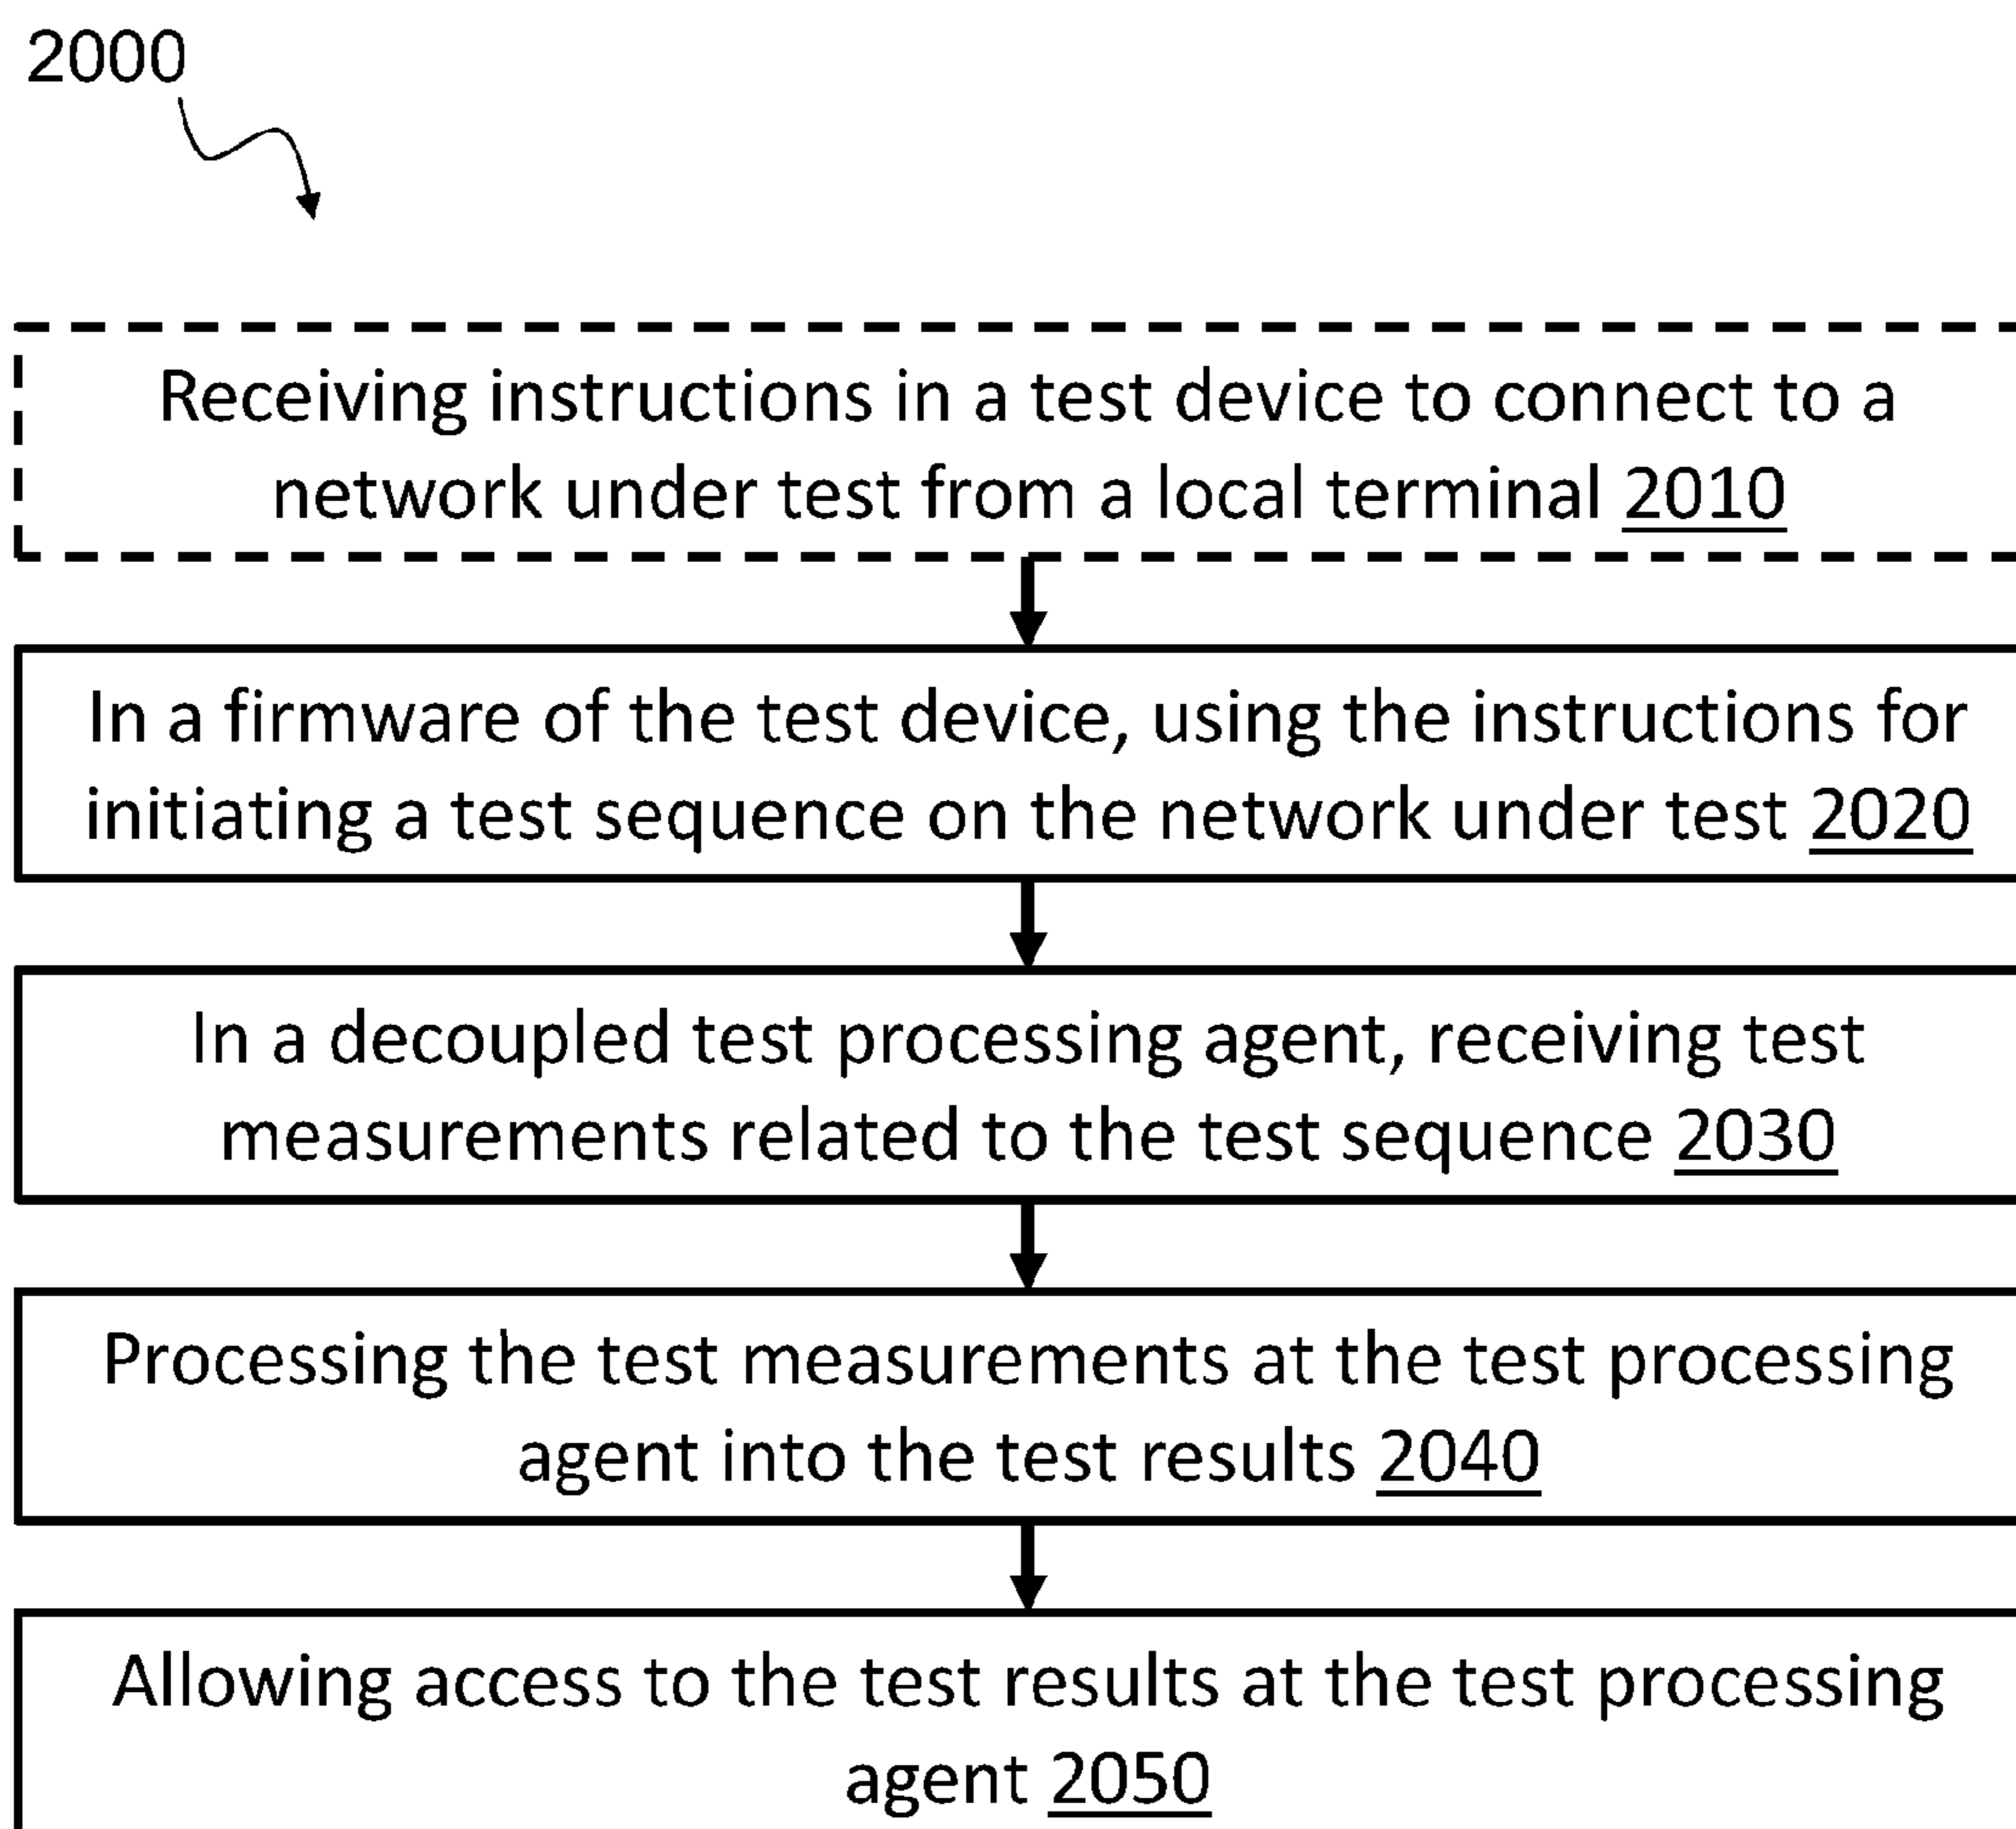 2000
Receiving instructions in a test device to connect to a
network under test from a local terminal 2010
In a firmware of the test device, using the instructions for
initiating a test sequence on the network under test 2020
In a decoupled test processing agent, receiving test
measurements related to the test sequence 2030
Processing the test measurements at the test processing
agent into the test results 2040
Allowing access to the test results at the test processing
agent 2050